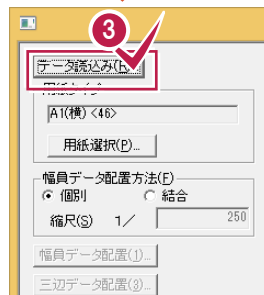 3
データ読込み(R)...
A1(横) <46>
用紙選択(P)...
幅員データ配置方法(F)
個別 結合
縮尺(S) 1/ 250
幅員データ配置(1)...
三辺データ配置(3)...